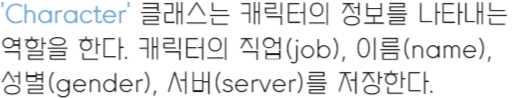 'Character' 클래스는 캐릭터의 정보를 나타내는
역할을 한다. 캐릭터의 직업(job), 이름(name),
성별(gender), 서버(server)를 저장한다.